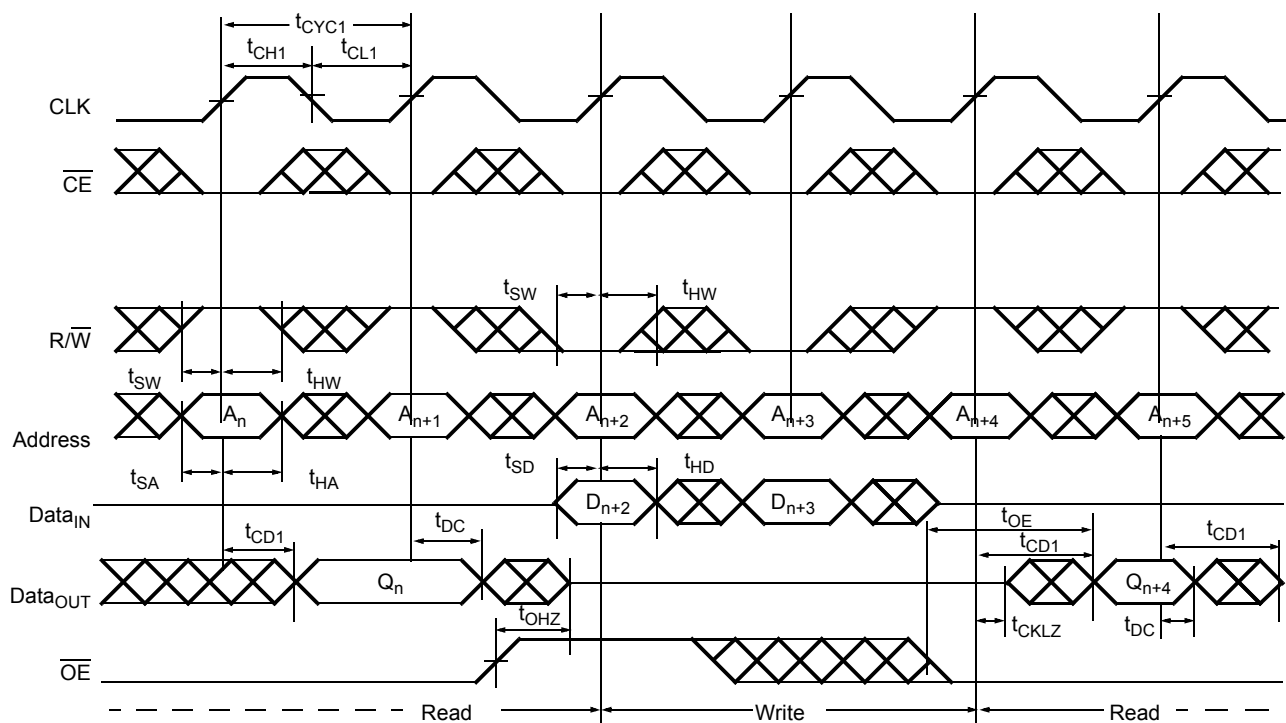 tCYC1
tCH1 tCL1
CLK
CE
tSW tHW
R/W
tSW tHW
An An+1 An+2 An+3 An+4 An+5
Address
tSA tHA tSD tHD
Dn+2 Dn+3
DataIN
tOE
tCD1 tDC tCD1 tCD1
Qn Qn+4
DataOUT
tOHZ tCKLZ tDC
OE
Read Write Read